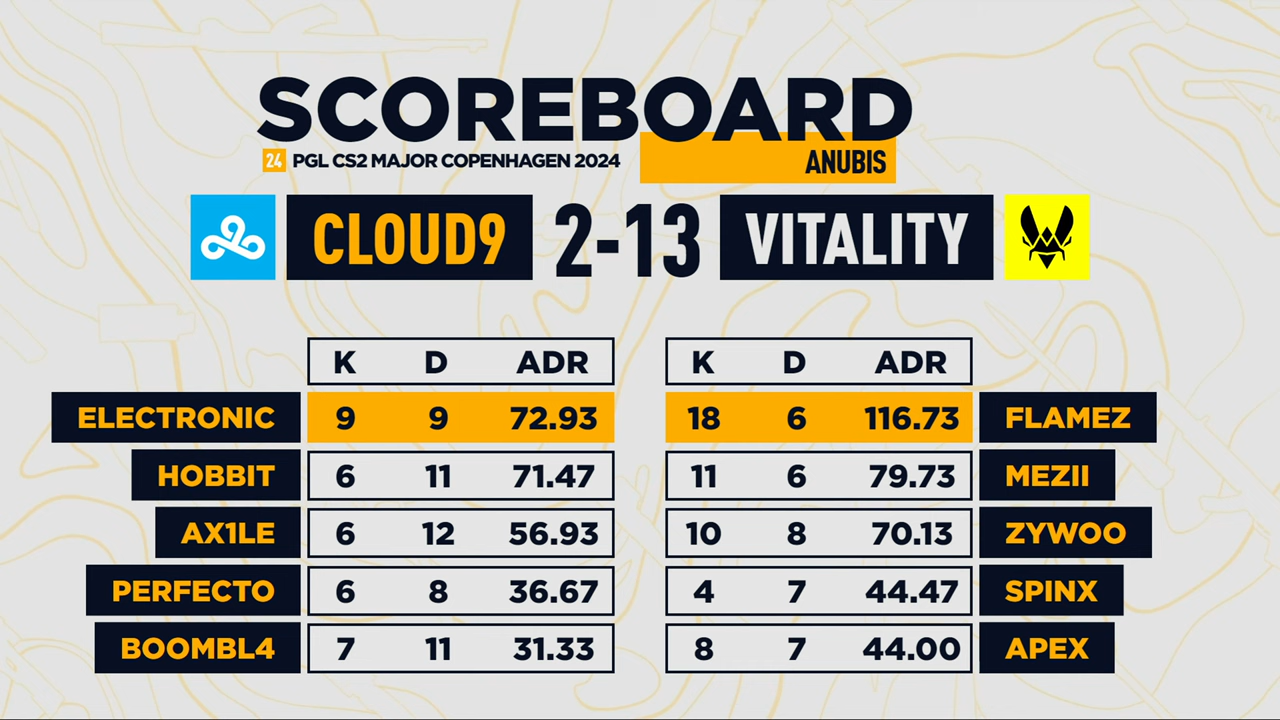 SCOREBOARD
24 PGL CS2 MAJOR COPENHAGEN 2024 ANUBIS
CLOUD9 2-13 VITALITY
K D ADR K D ADR
ELECTRONIC 9 9 72.93 18 6 116.73 FLAMEZ
HOBBIT 6 11 71.47 11 6 79.73 MEZII
AX1LE 6 12 56.93 10 8 70.13 ZYWOO
PERFECTO 6 8 36.67 4 7 44.47 SPINX
BOOMBL4 7 11 31.33 8 7 44.00 APEX